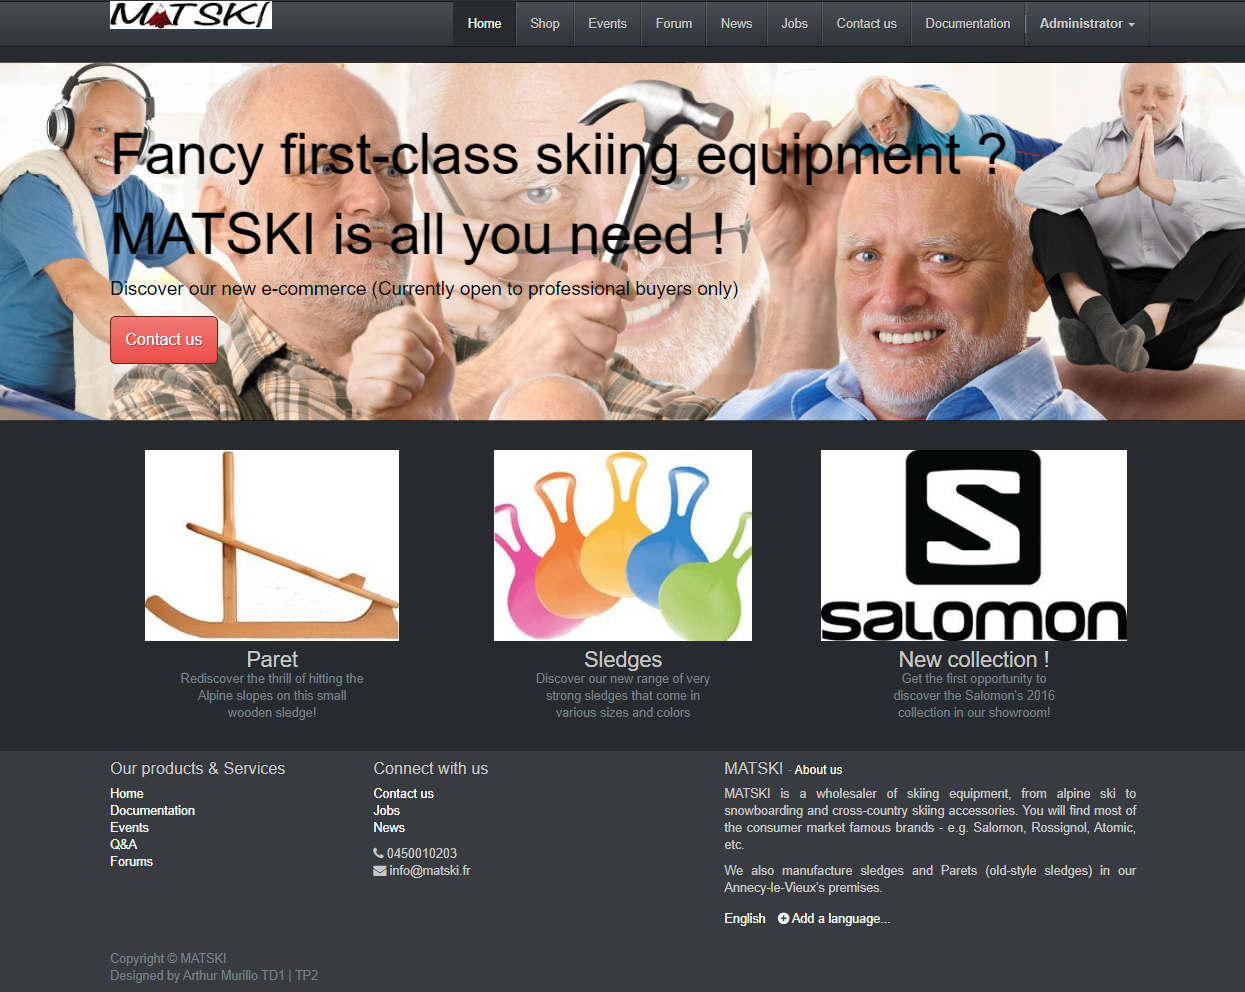 MATSKI
Home Shop Events Forum News Jobs Contact us Documentation Administrator
Fancy first-class skiing equipment ?
MATSKI is all you need !
Discover our new e-commerce (Currently open to professional buyers only)
Contact us
S
SALOMON
Paret
Rediscover the thrill of hitting the
Alpine slopes on this small
wooden sledge!
Sledges
Discover our new range of very
strong sledges that come in
various sizes and colors
New collection !
Get the first opportunity to
discover the Salomon's 2016
collection in our showroom!
Our products & Services
Home
Documentation
Events
Q&A
Forums
Connect with us
Contact us
Jobs
News
0450010203
info@matski.fr
MATSKI - About us
MATSKI is a wholesaler of skiing equipment, from alpine ski to
snowboarding and cross-country skiing accessories. You will find most of
the consumer market famous brands - e.g. Salomon, Rossignol, Atomic,
etc.
We also manufacture sledges and Parets (old-style sledges) in our
Annecy-le-Vieux's premises.
English Add a language...
Copyright © MATSKI
Designed by Arthur Murillo TD1 | TP2